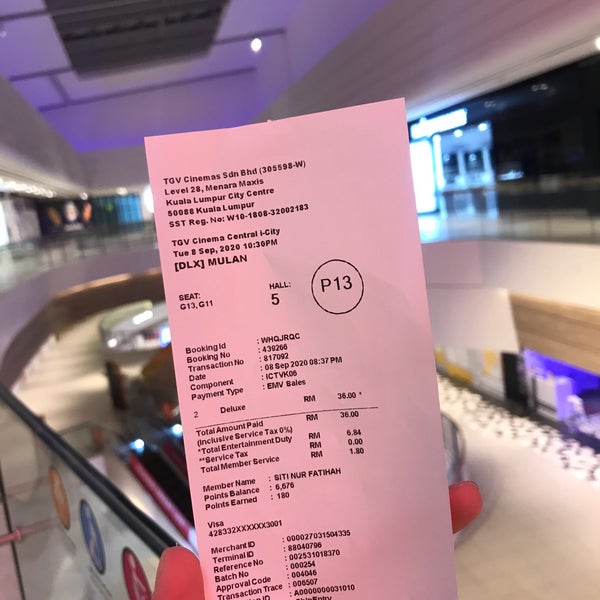 TGV Cinemas Sdn Bhd (305598-W)
Level 28, Menara Maxis
Kuala Lumpur City Centre
50088 Kuala Lumpur
SST Reg. No: W10-1808-32002183
TGV Cinema Central i-City
Tue 8 Sep, 2020 10:30PM
[DLX] MULAN
SEAT: HALL:
G13,G11 5 P13
Booking Id : WHQJRQC
Booking No : 439266
Transaction No : 817092
Date : 08 Sep 2020 08:37 PM
Component : ICTVK06
Payment Type : EMV Sales
2 Deluxe RM 36.00 *
Total Amount Paid RM 36.00
(Inclusive Service Tax 0%)
*Total Entertainment Duty RM 6.84
**Service Tax RM 0.00
Total Member Service RM 1.80
Member Name : SITI NUR FATIHAH
Points Balance : 6,676
Points Earned : 180
Visa
428332XXXXXX3001
Merchant ID : 000027031504335
Terminal ID : 88040796
Reference No : 002531018370
Batch No : 000254
Approval Code : 004046
Transaction Trace : 006507
: A0000000031010